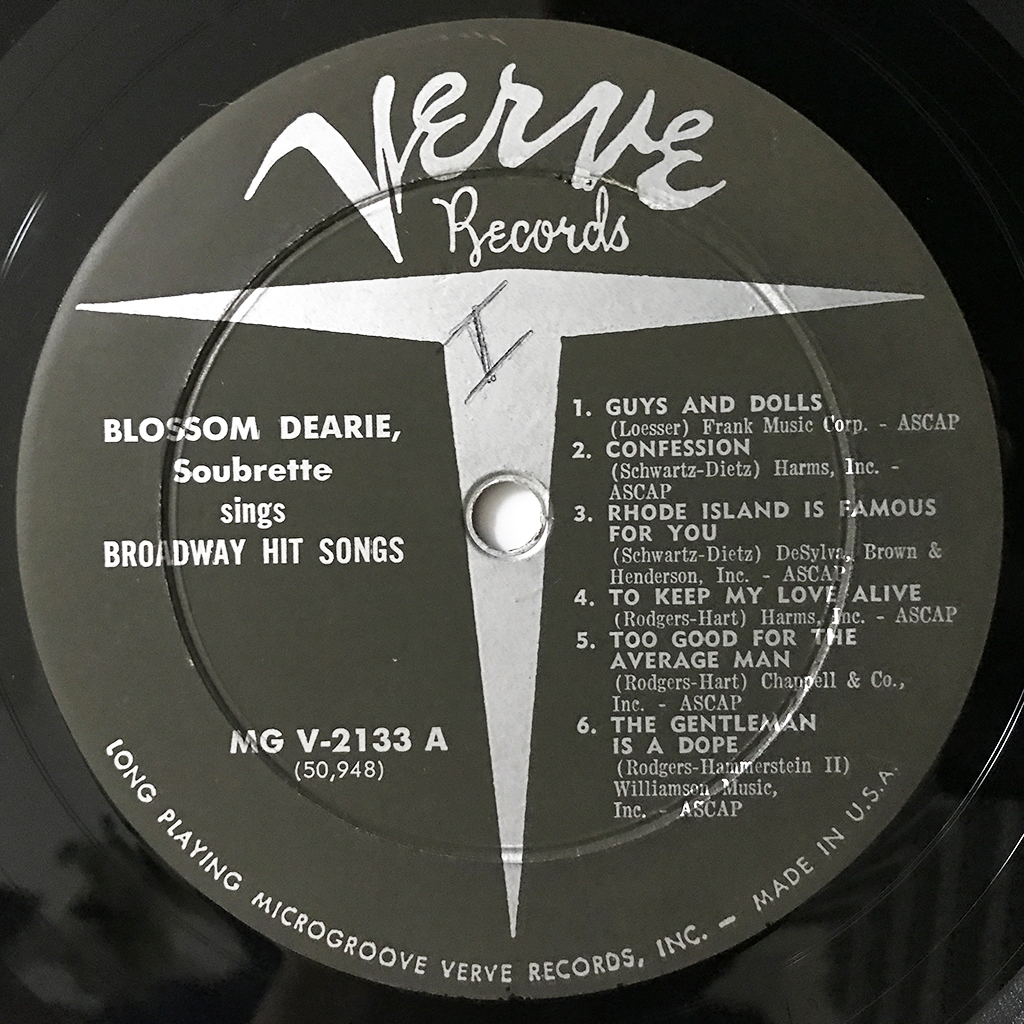 Verve
Records
I
BLOSSOM DEARIE,
Soubrette
sings
BROADWAY HIT SONGS
MG V-2133 A
(50,948)
1. GUYS AND DOLLS
(Loesser) Frank Music Corp. - ASCAP
2. CONFESSION
(Schwartz-Dietz) Harms, Inc. -
ASCAP
3. RHODE ISLAND IS FAMOUS
FOR YOU
(Schwartz-Dietz) DeSylva, Brown &
Henderson, Inc. - ASCAP
4. TO KEEP MY LOVE ALIVE
(Rodgers-Hart) Harms, Inc. - ASCAP
5. TOO GOOD FOR THE
AVERAGE MAN
(Rodgers-Hart) Chappell & Co.,
Inc. - ASCAP
6. THE GENTLEMAN
IS A DOPE
(Rodgers-Hammerstein II)
Williamson Music,
Inc. - ASCAP
LONG PLAYING MICROGROOVE VERVE RECORDS, INC. - MADE IN U.S.A.